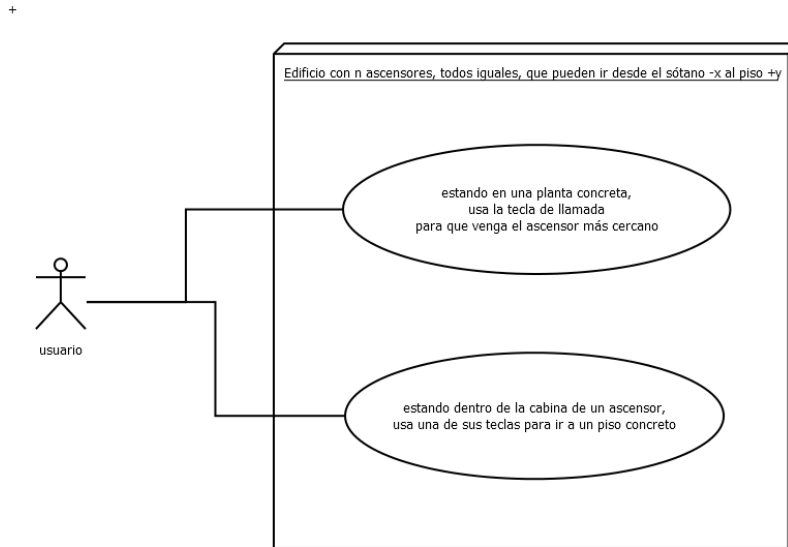 +
Edificio con n ascensores, todos iguales, que pueden ir desde el sótano -x al piso +y
estando en una planta concreta,
usa la tecla de llamada
para que venga el ascensor más cercano
usuario
estando dentro de la cabina de un ascensor,
usa una de sus teclas para ir a un piso concreto